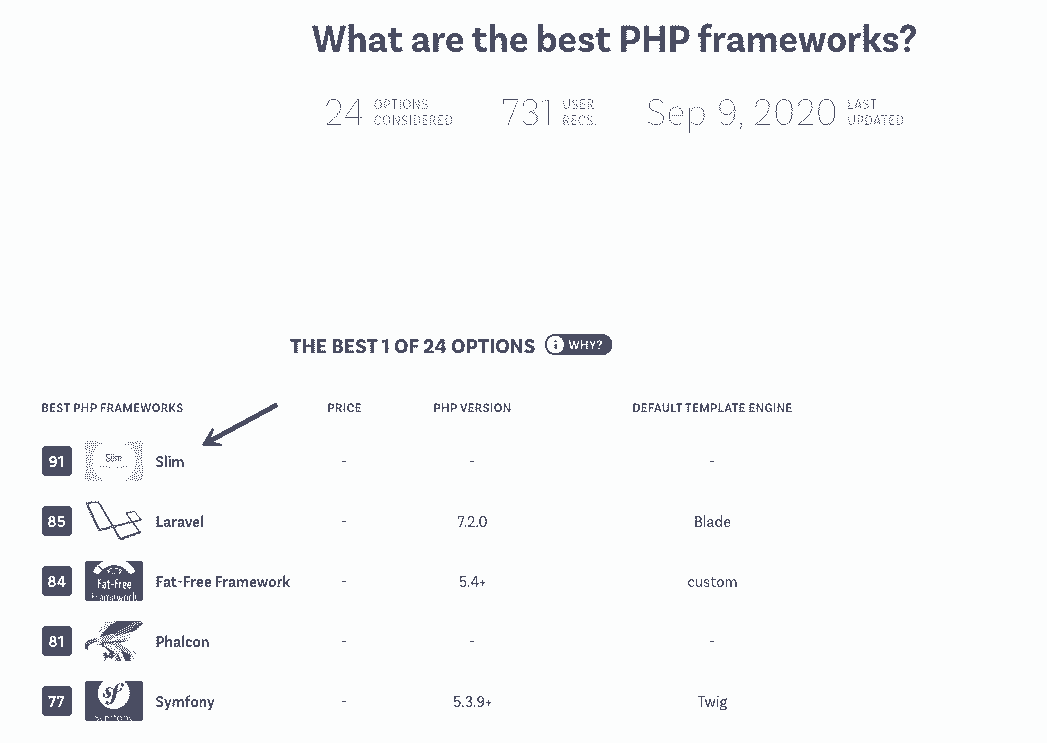 What are the best PHP frameworks?
24 OPTIONS CONSIDERED 731 USER RECS. Sep 9, 2020 LAST UPDATED
THE BEST 1 OF 24 OPTIONS i WHY?
BEST PHP FRAMEWORKS PRICE PHP VERSION DEFAULT TEMPLATE ENGINE
91 Slim Slim - - -
85 Laravel - 7.2.0 Blade
84 Fat-Free Framework Fat-Free Framework - 5.4+ custom
81 Phalcon - - -
77 sf Symfony - 5.3.9+ Twig